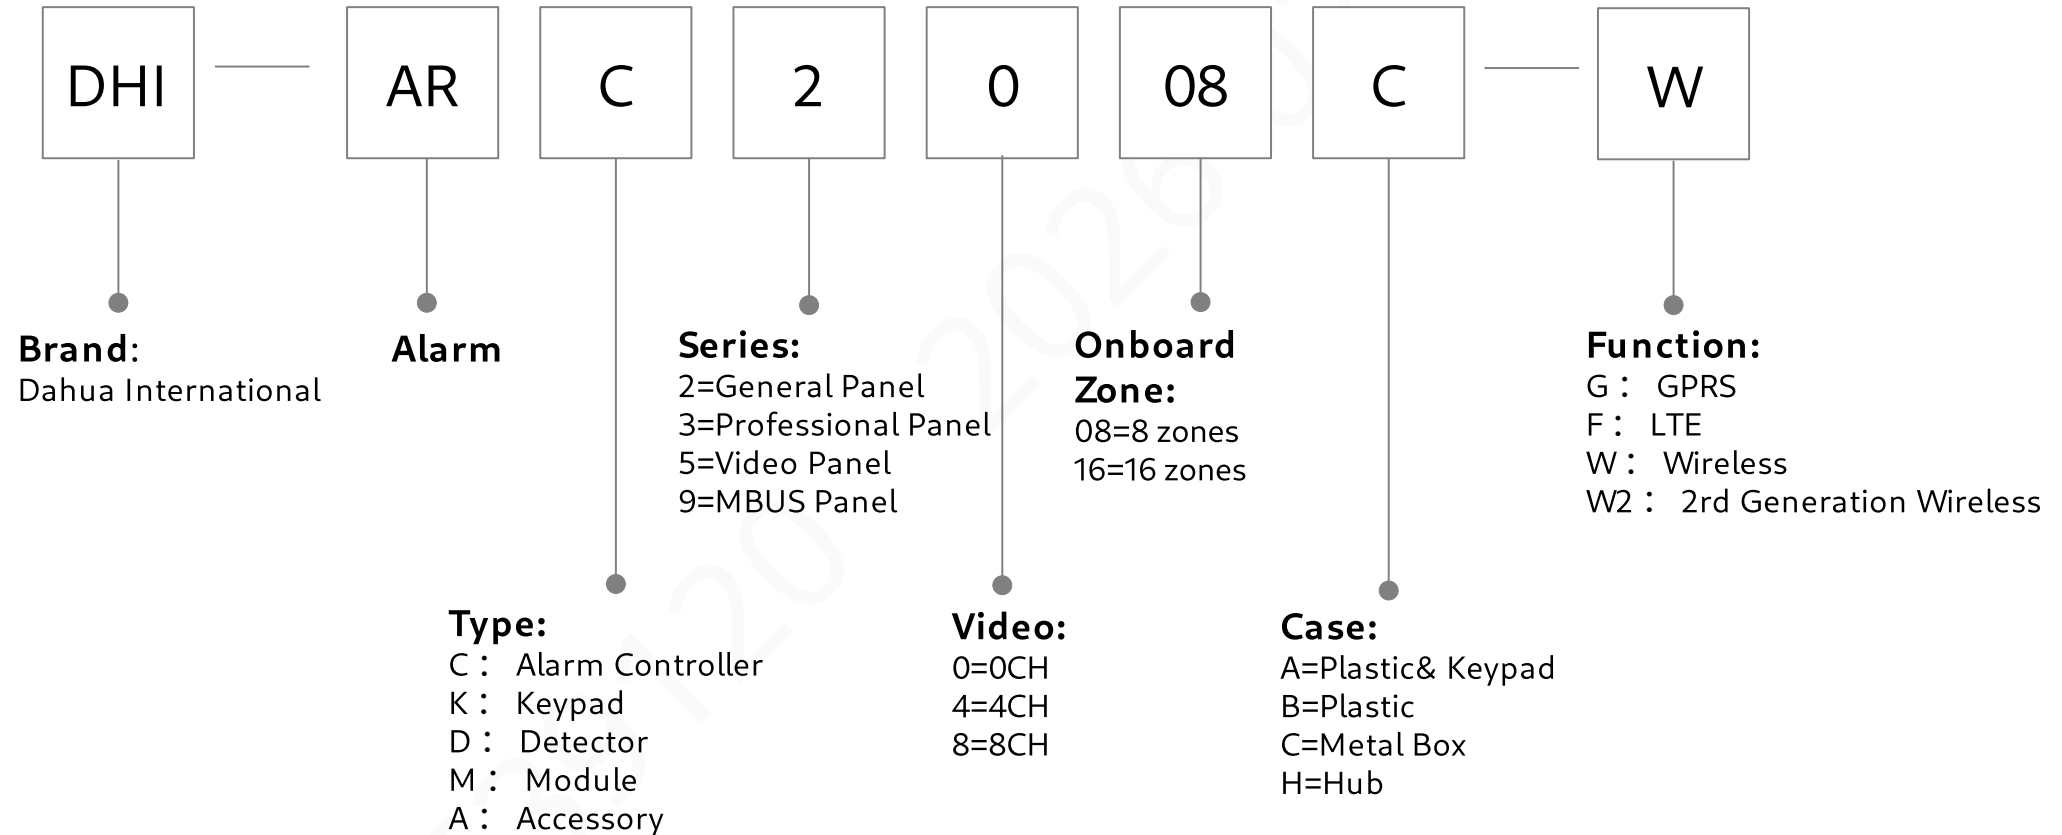 DHI — AR C 2 0 08 C — W
Brand:
Dahua International
Alarm
Series:
2=General Panel
3=Professional Panel
5=Video Panel
9=MBUS Panel
Onboard
Zone:
08=8 zones
16=16 zones
Function:
G： GPRS
F： LTE
W： Wireless
W2： 2rd Generation Wireless
Type:
C： Alarm Controller
K： Keypad
D： Detector
M： Module
A： Accessory
Video:
0=0CH
4=4CH
8=8CH
Case:
A=Plastic& Keypad
B=Plastic
C=Metal Box
H=Hub